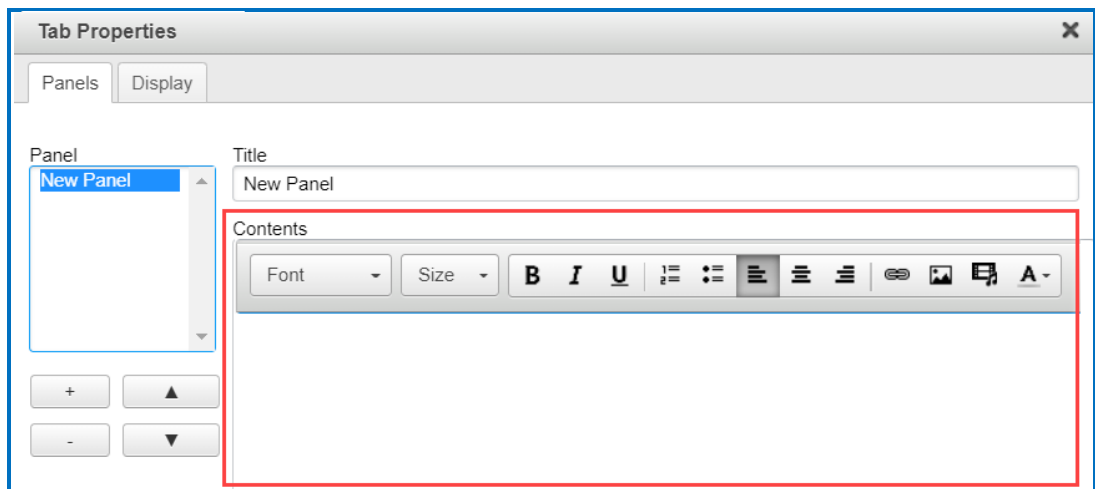 Tab Properties
Panels Display
Panel Title
New Panel New Panel
Contents
Font Size B I U A
+
-